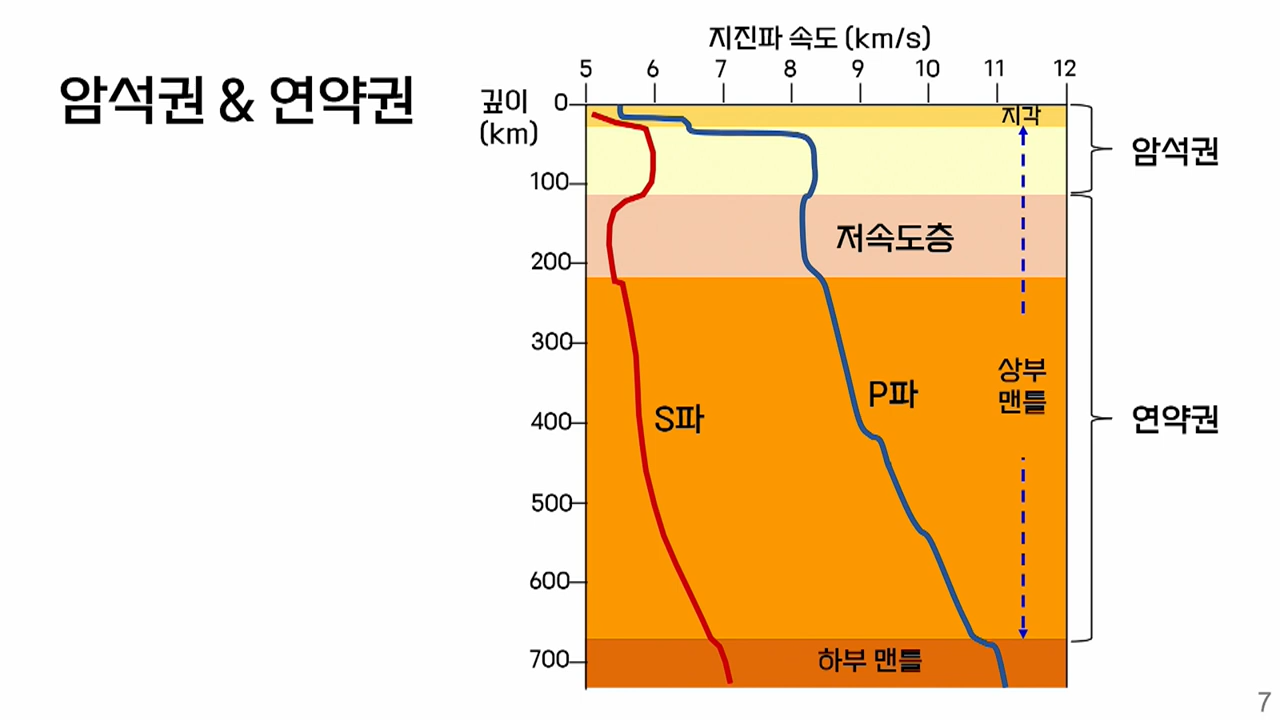 암석권 & 연약권
지진파 속도 (km/s)
5 6 7 8 9 10 11 12
깊이
(km)
0
100
200
300
400
500
600
700
지각
암석권
저속도층
상부
맨틀
P파
S파
연약권
하부 맨틀
7